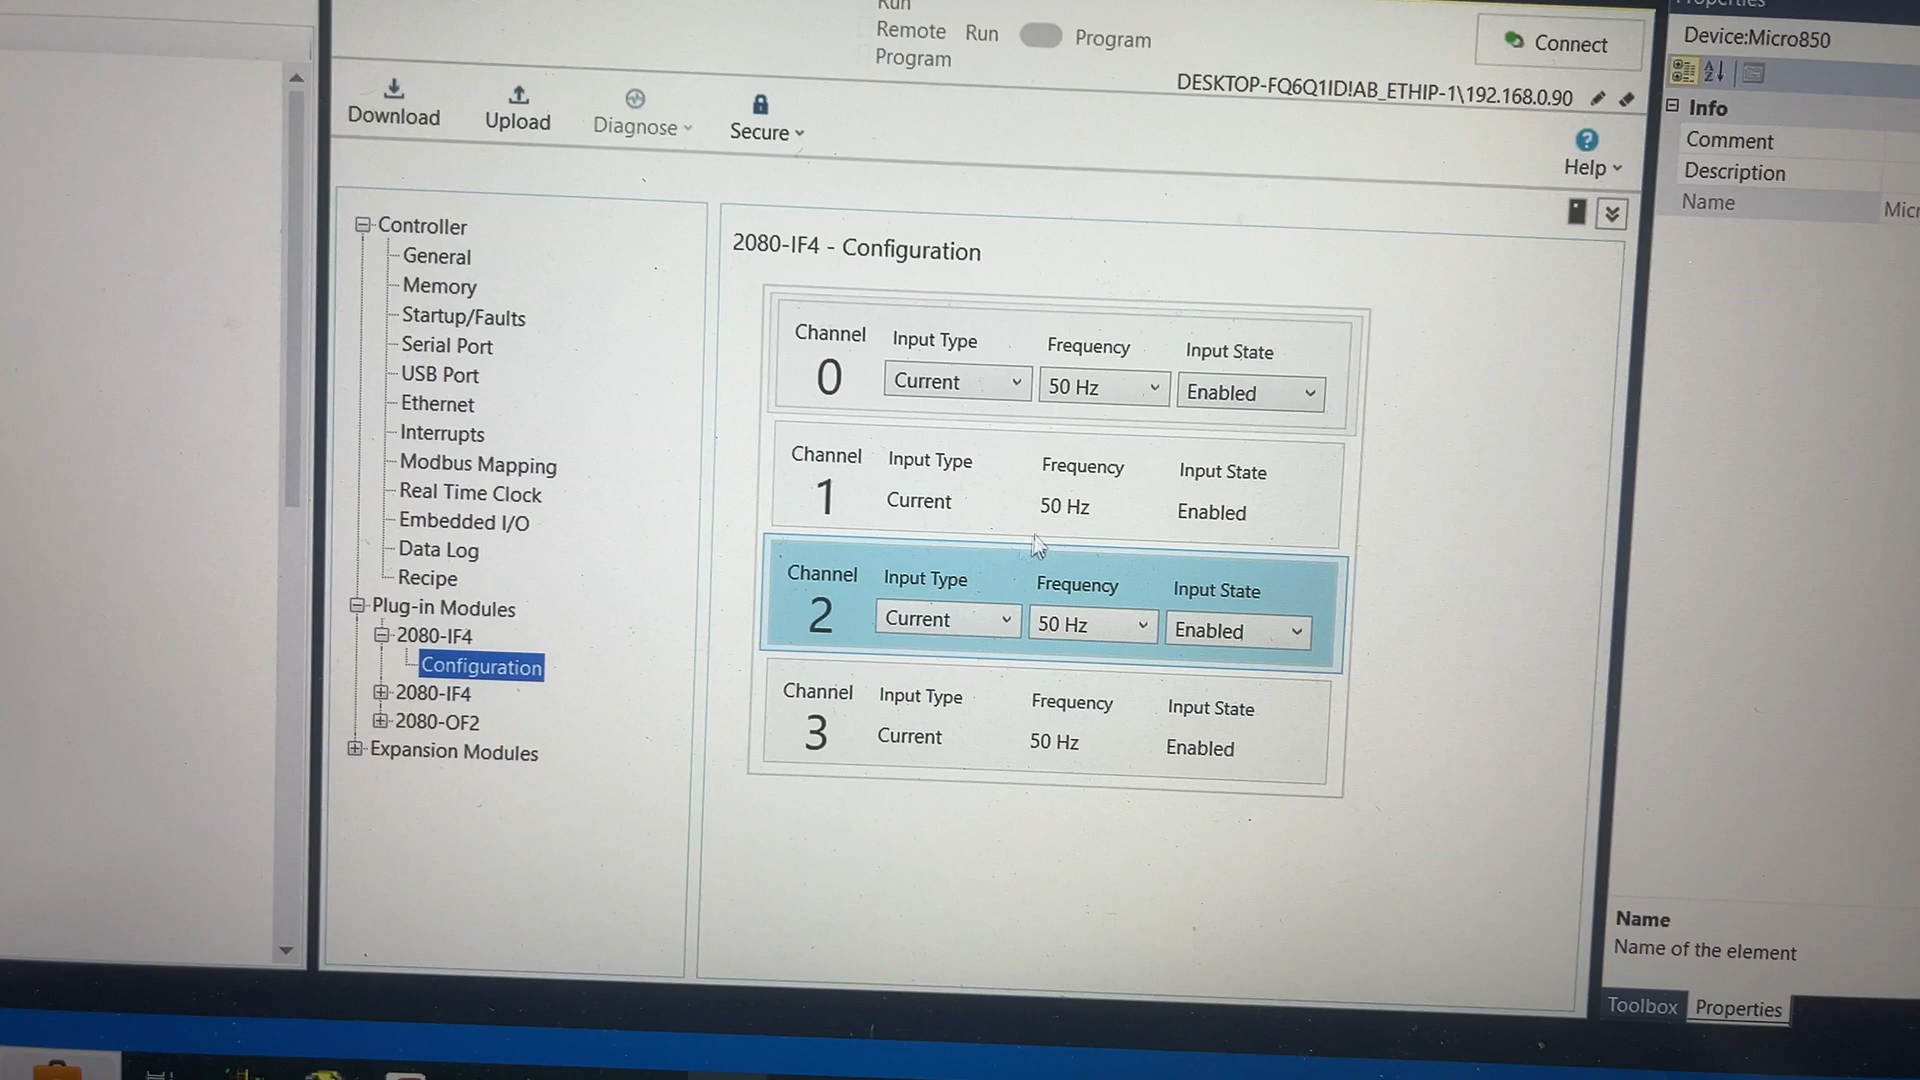 Run
Remote Run Program
Program
Connect
DESKTOP-FQ6Q1ID!AB_ETHIP-1\192.168.0.90
Download Upload Diagnose Secure
Help
Controller
General
Memory
Startup/Faults
Serial Port
USB Port
Ethernet
Interrupts
Modbus Mapping
Real Time Clock
Embedded I/O
Data Log
Recipe
Plug-in Modules
2080-IF4
Configuration
2080-IF4
2080-OF2
Expansion Modules
2080-IF4 - Configuration
Channel Input Type Frequency Input State
0 Current 50 Hz Enabled
Channel Input Type Frequency Input State
1 Current 50 Hz Enabled
Channel Input Type Frequency Input State
2 Current 50 Hz Enabled
Channel Input Type Frequency Input State
3 Current 50 Hz Enabled
Properties
Device:Micro850
Info
Comment
Description
Name Micr
Name
Name of the element
Toolbox Properties